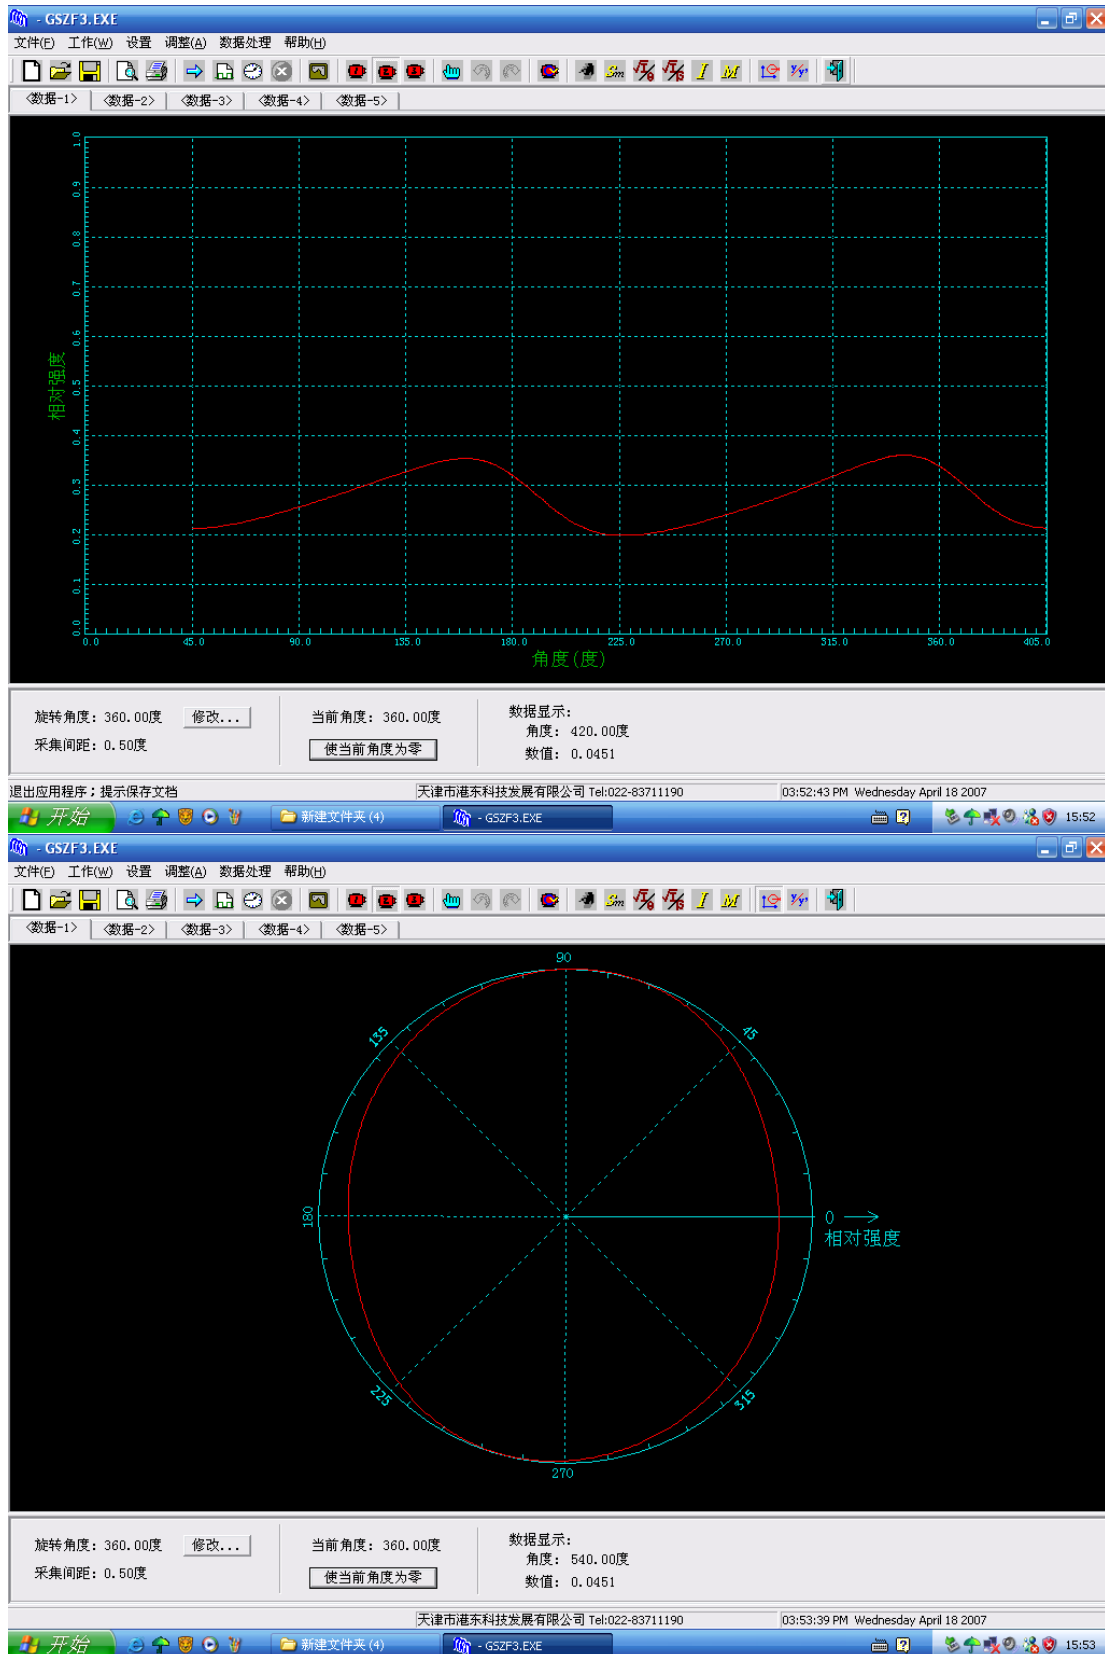 - GSZF3.EXE
文件(F) 工作(W) 设置 调整(A) 数据处理 帮助(H)
<数据-1> <数据-2> <数据-3> <数据-4> <数据-5>
1.0
0.9
0.8
0.7
0.6
0.5
0.4
0.3
0.2
0.1
0.0
相对强度
0.0 45.0 90.0 135.0 180.0 225.0 270.0 315.0 360.0 405.0
角度(度)
旋转角度: 360.00度 修改... 当前角度: 360.00度 数据显示:
角度: 420.00度
采集间距: 0.50度 使当前角度为零 数值: 0.0451
退出应用程序；提示保存文档 天津市港东科技发展有限公司 Tel:022-83711190 03:52:43 PM Wednesday April 18 2007
开始 新建文件夹 (4) - GSZF3.EXE 15:52
- GSZF3.EXE
文件(F) 工作(W) 设置 调整(A) 数据处理 帮助(H)
<数据-1> <数据-2> <数据-3> <数据-4> <数据-5>
90
135 45
180 0
相对强度
225 315
270
旋转角度: 360.00度 修改... 当前角度: 360.00度 数据显示:
角度: 540.00度
采集间距: 0.50度 使当前角度为零 数值: 0.0451
天津市港东科技发展有限公司 Tel:022-83711190 03:53:39 PM Wednesday April 18 2007
开始 新建文件夹 (4) - GSZF3.EXE 15:53